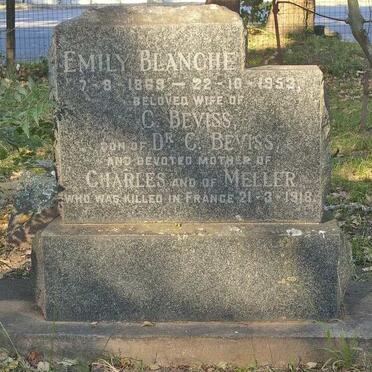 EMILY BLANCHE
7-8-1869 — 22-10-1953,
BELOVED WIFE OF
C. BEVISS,
SON OF DR C. BEVISS,
AND DEVOTED MOTHER OF
CHARLES AND OF MELLER
WHO WAS KILLED IN FRANCE 21-3-1918.